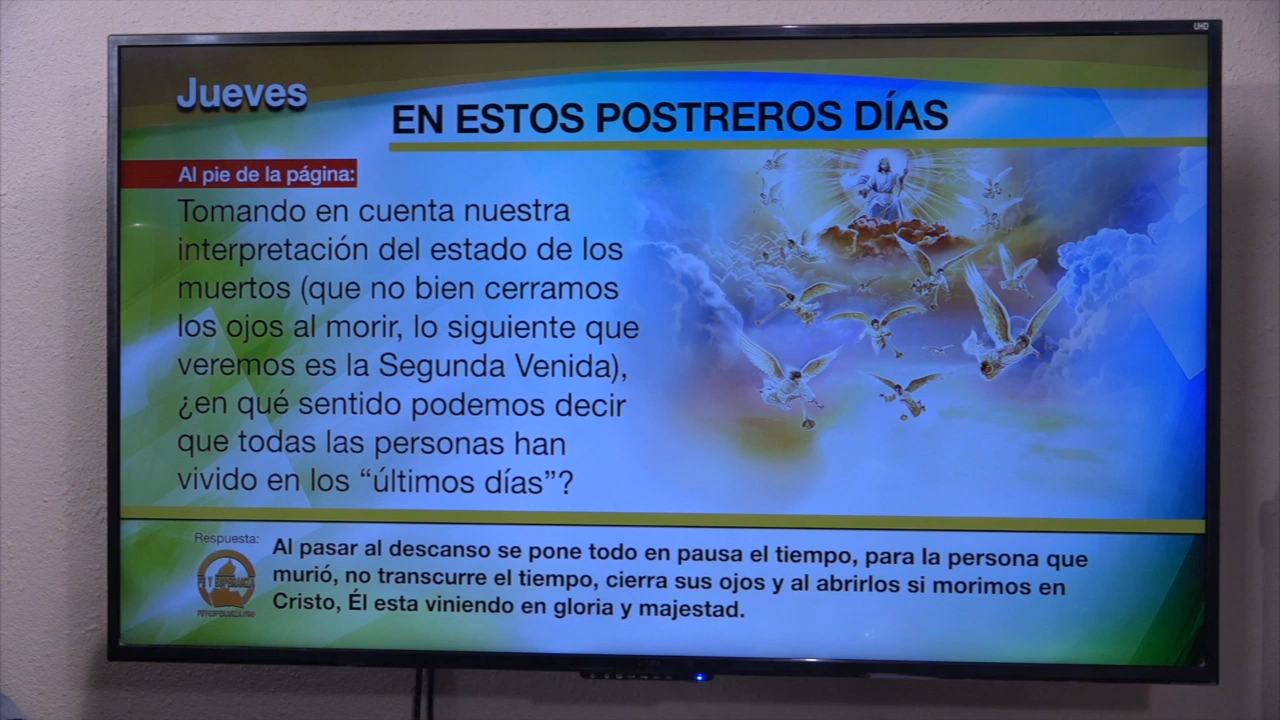 UHD
Jueves
EN ESTOS POSTREROS DÍAS
Al pie de la página:
Tomando en cuenta nuestra
interpretación del estado de los
muertos (que no bien cerramos
los ojos al morir, lo siguiente que
veremos es la Segunda Venida),
¿en qué sentido podemos decir
que todas las personas han
vivido en los “últimos días”?
Respuesta:
Al pasar al descanso se pone todo en pausa el tiempo, para la persona que
murió, no transcurre el tiempo, cierra sus ojos y al abrirlos si morimos en
Cristo, Él esta viniendo en gloria y majestad.
FE Y ESPERANZA